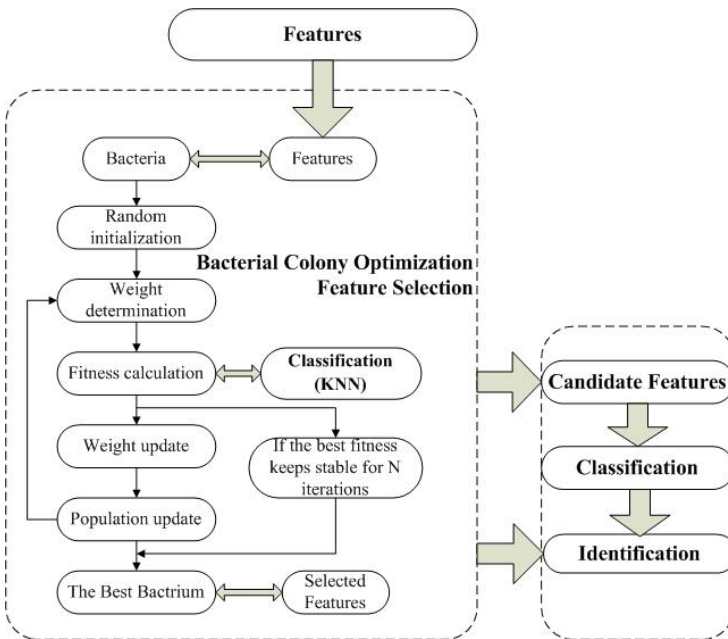 Features
Bacteria
Features
Random
initialization
Bacterial Colony Optimization
Feature Selection
Weight
determination
Fitness calculation
Classification
(KNN)
Candidate Features
Weight update
If the best fitness
keeps stable for N
iterations
Classification
Population update
Identification
The Best Bactrium
Selected
Features